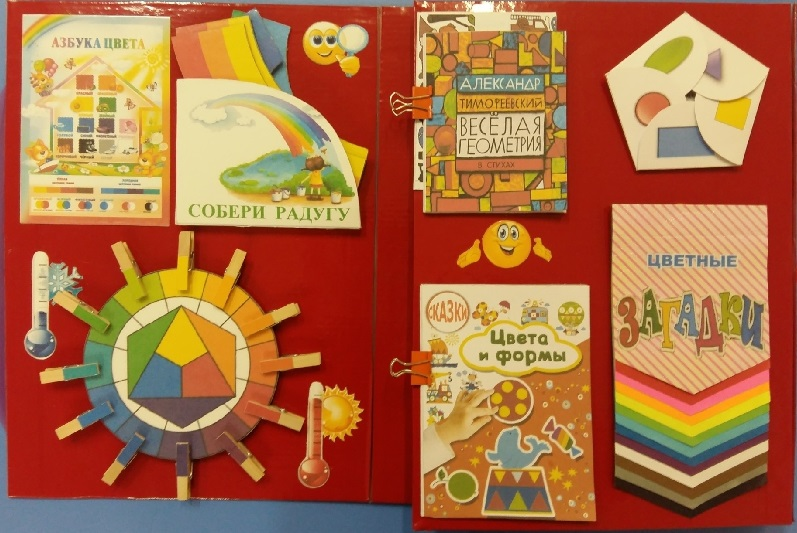 АЗБУКА ЦВЕТА
СОБЕРИ РАДУГУ
АЛЕКСАНДР
ТИМОФЕЕВСКИЙ
ВЕСЁЛАЯ
ГЕОМЕТРИЯ
В СТИХАХ
СКАЗКИ
Цвета
и формы
ЦВЕТНЫЕ
ЗАГАДКИ